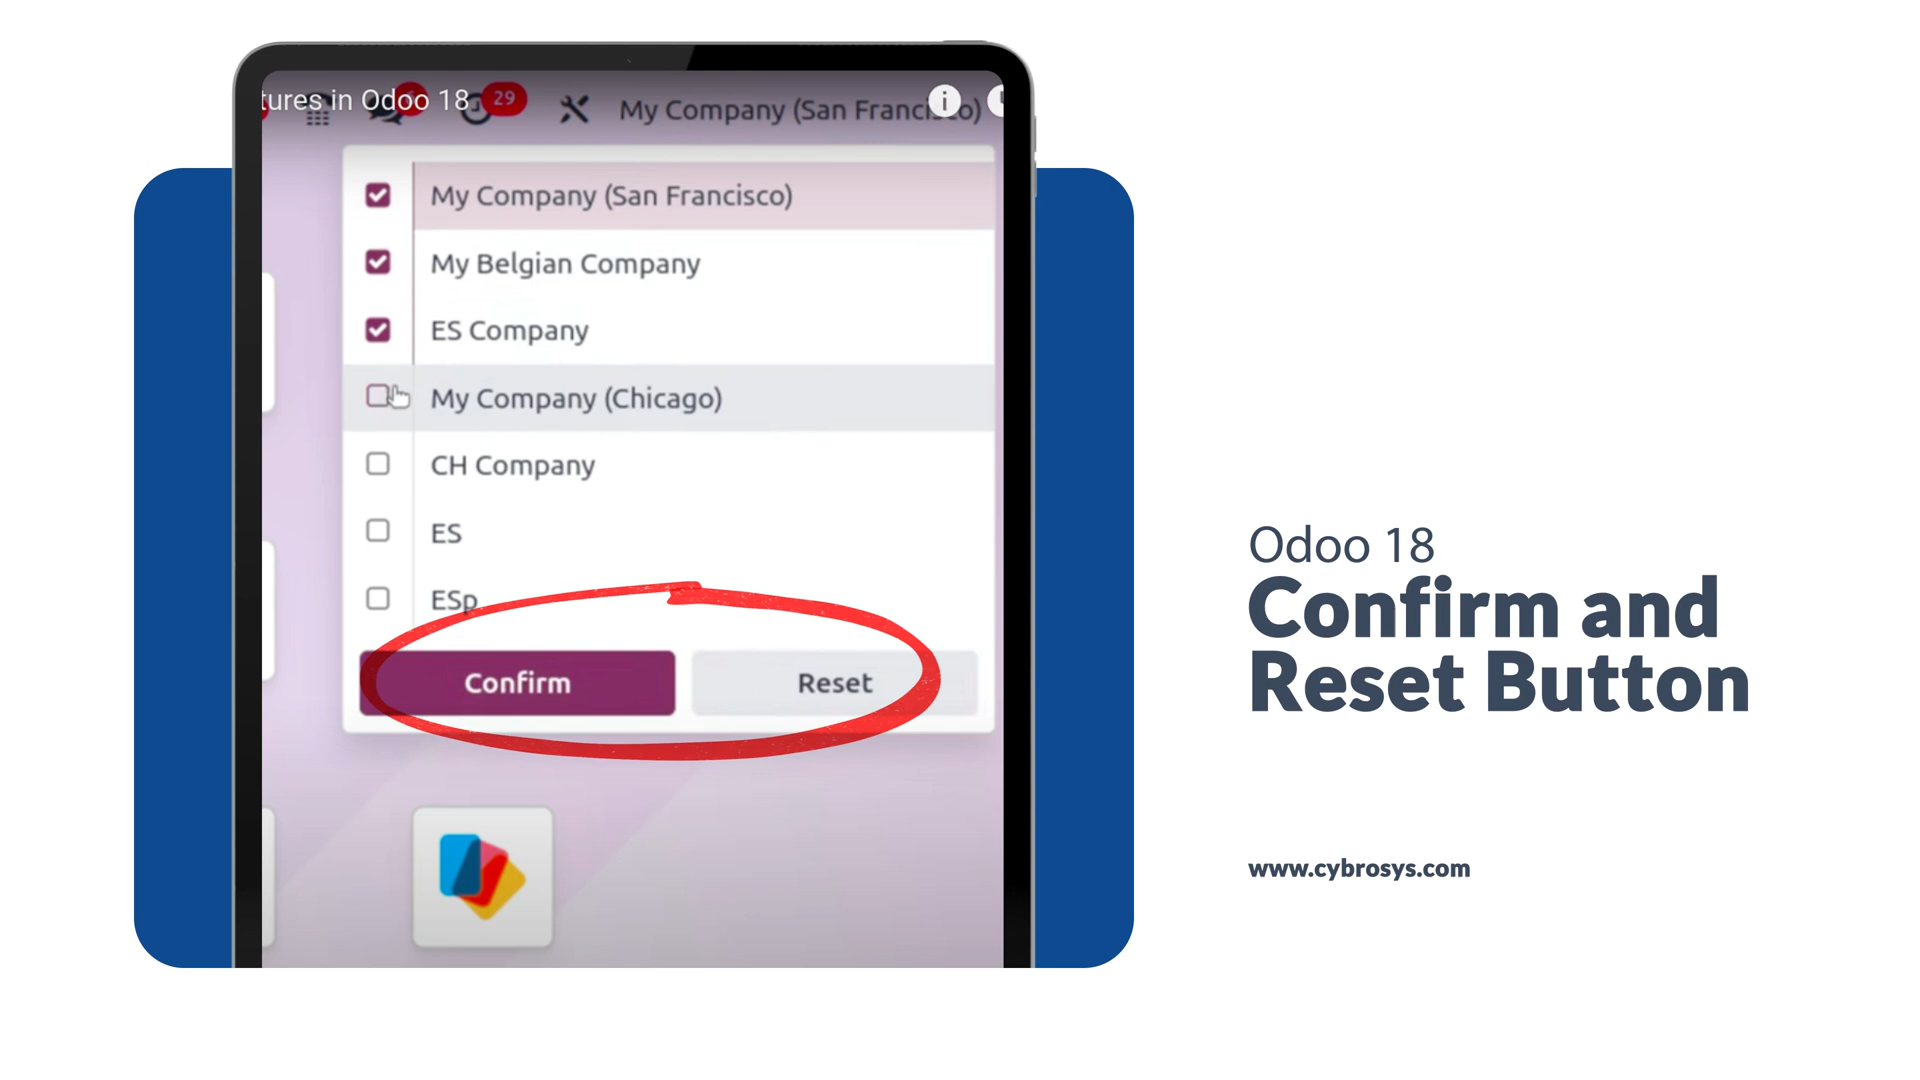 tures in Odoo 18
29
My Company (San Francisco)
My Company (San Francisco)
My Belgian Company
ES Company
My Company (Chicago)
CH Company
ES
ESp
Confirm
Reset
Odoo 18
Confirm and
Reset Button
www.cybrosys.com